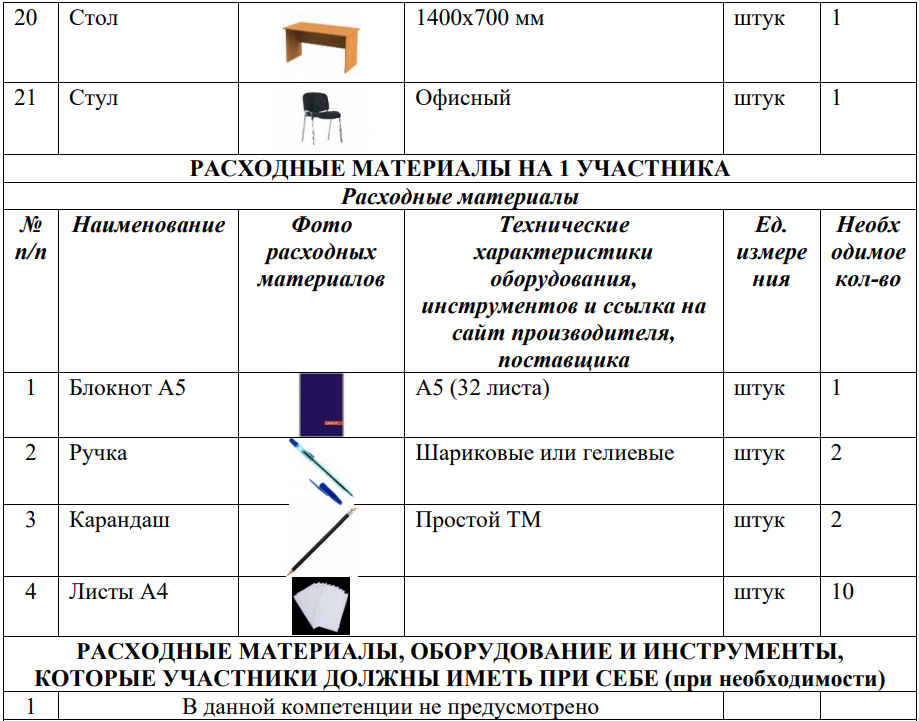 20 Стол 1400х700 мм штук 1
21 Стул Офисный штук 1
РАСХОДНЫЕ МАТЕРИАЛЫ НА 1 УЧАСТНИКА
Расходные материалы
№ п/п
Наименование
Фото
расходных
материалов
Технические
характеристики
оборудования,
инструментов и ссылка на
сайт производителя,
поставщика
Ед.
измере
ния
Необх
одимое
кол-во
1 Блокнот А5 А5 (32 листа) штук 1
2 Ручка Шариковые или гелиевые штук 2
3 Карандаш Простой ТМ штук 2
4 Листы А4 штук 10
РАСХОДНЫЕ МАТЕРИАЛЫ, ОБОРУДОВАНИЕ И ИНСТРУМЕНТЫ,
КОТОРЫЕ УЧАСТНИКИ ДОЛЖНЫ ИМЕТЬ ПРИ СЕБЕ (при необходимости)
1 В данной компетенции не предусмотрено